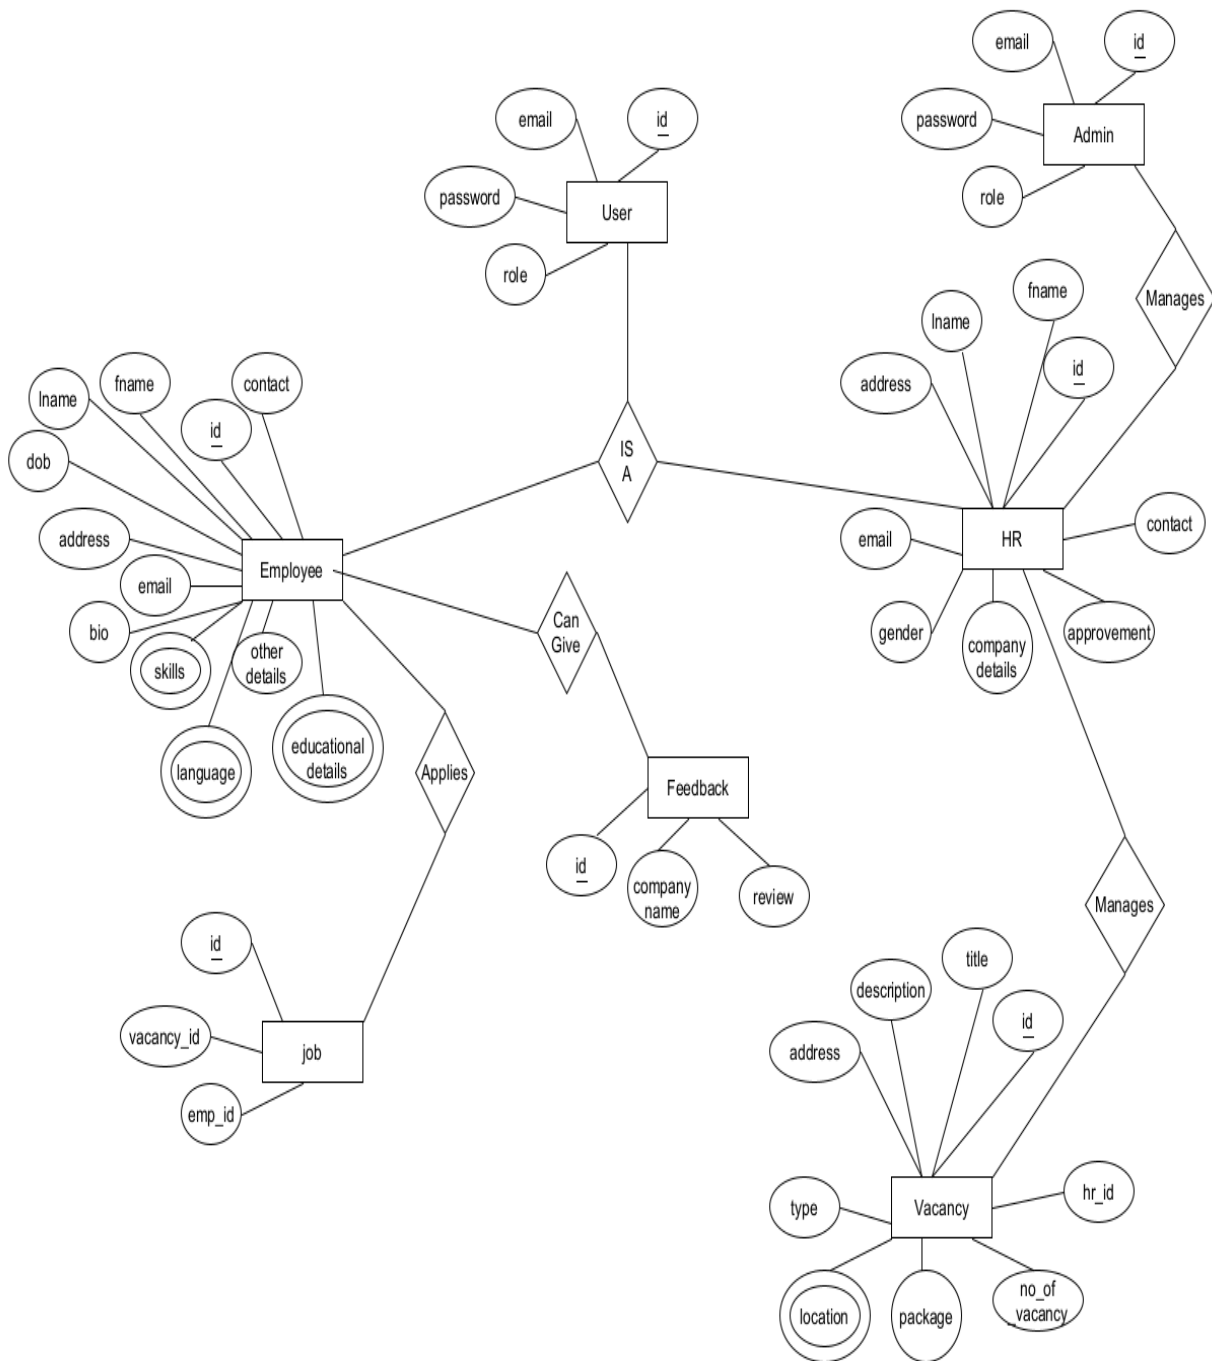 email
id
password
Admin
role
email
id
password
User
role
Manages
fname
lname
id
address
fname
contact
lname
id
dob
IS
A
address
email
Employee
bio
skills
other
details
language
educational
details
email
HR
contact
gender
company
details
approvement
Can
Give
Applies
Feedback
id
company
name
review
Manages
id
vacancy_id
job
emp_id
title
description
id
address
type
Vacancy
hr_id
location
package
no_of
_vacancy